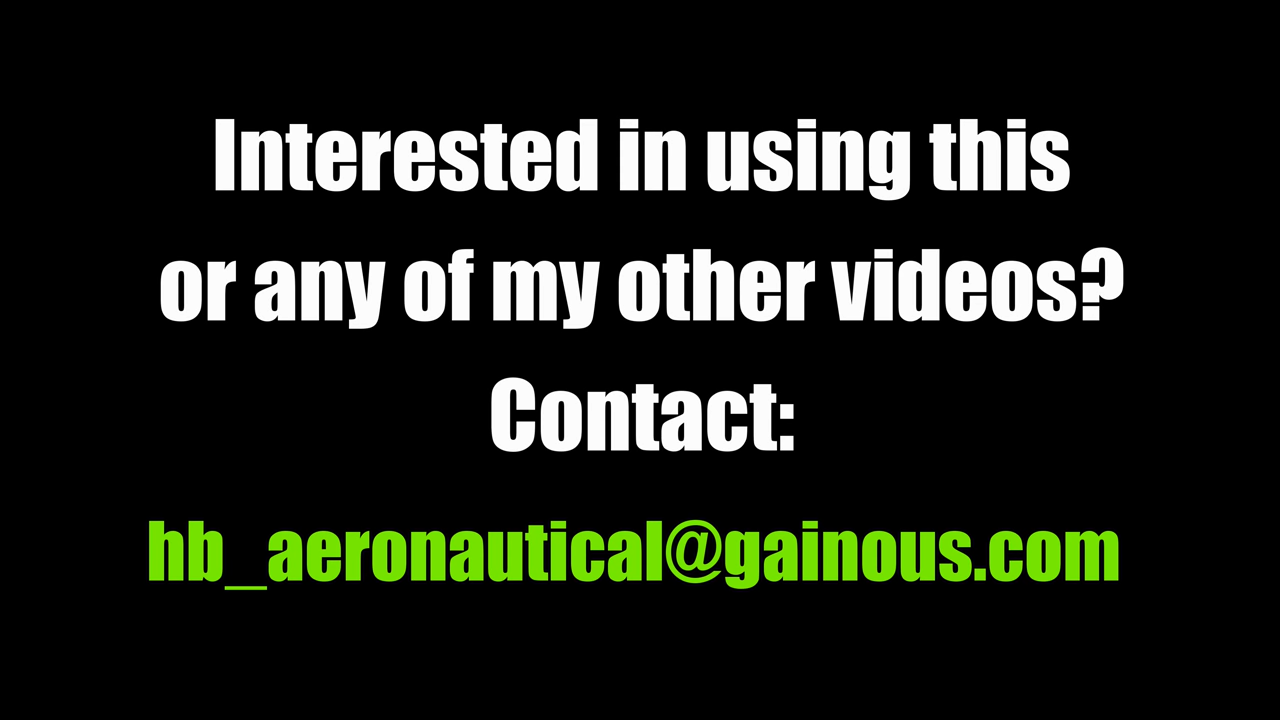 Interested in using this
or any of my other videos?
Contact:
hb_aeronautical@gainous.com